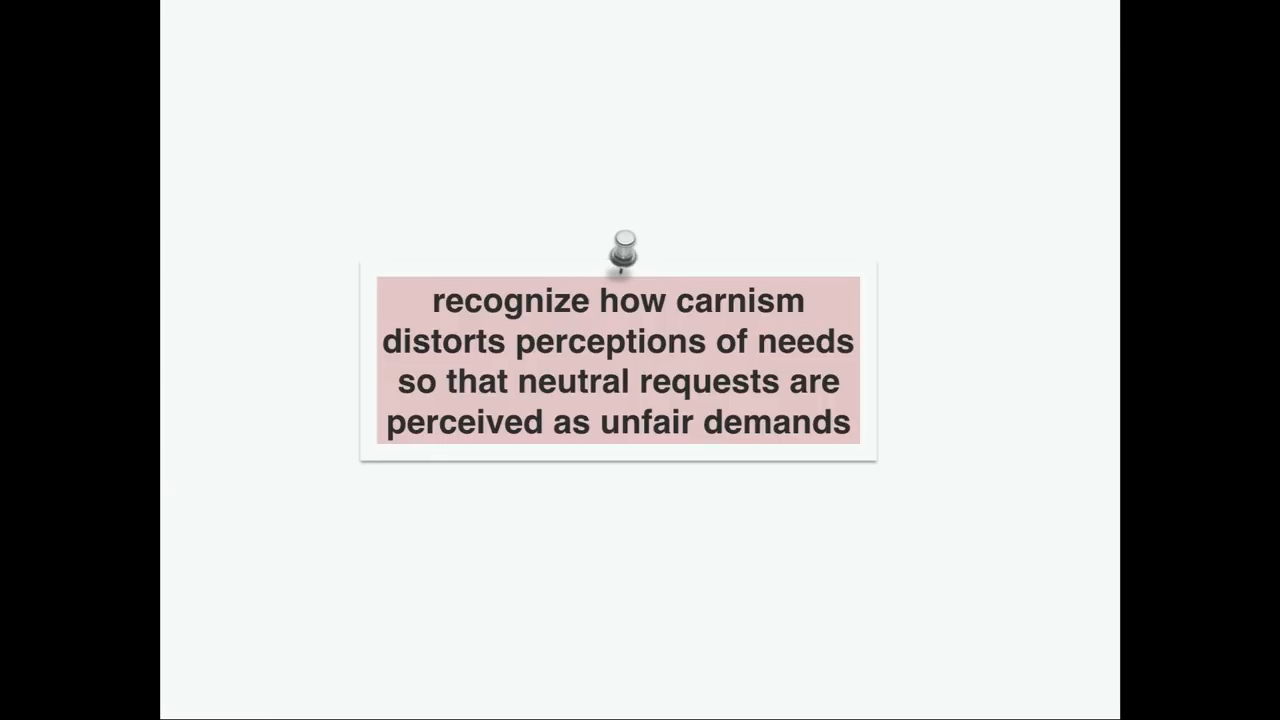 recognize how carnism
distorts perceptions of needs
so that neutral requests are
perceived as unfair demands